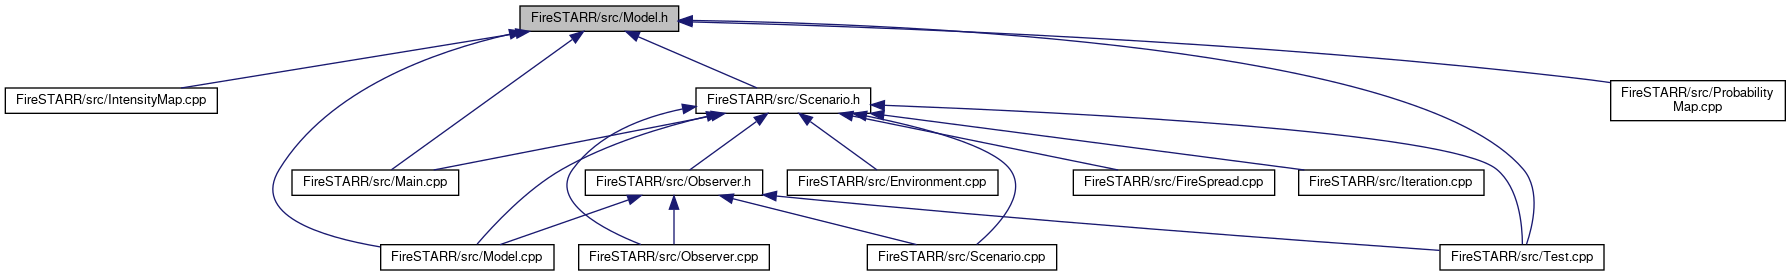 FireSTARR/src/Model.h
FireSTARR/src/IntensityMap.cpp
FireSTARR/src/Scenario.h
FireSTARR/src/Probability
Map.cpp
FireSTARR/src/Main.cpp
FireSTARR/src/Observer.h
FireSTARR/src/Environment.cpp
FireSTARR/src/FireSpread.cpp
FireSTARR/src/Iteration.cpp
FireSTARR/src/Model.cpp
FireSTARR/src/Observer.cpp
FireSTARR/src/Scenario.cpp
FireSTARR/src/Test.cpp